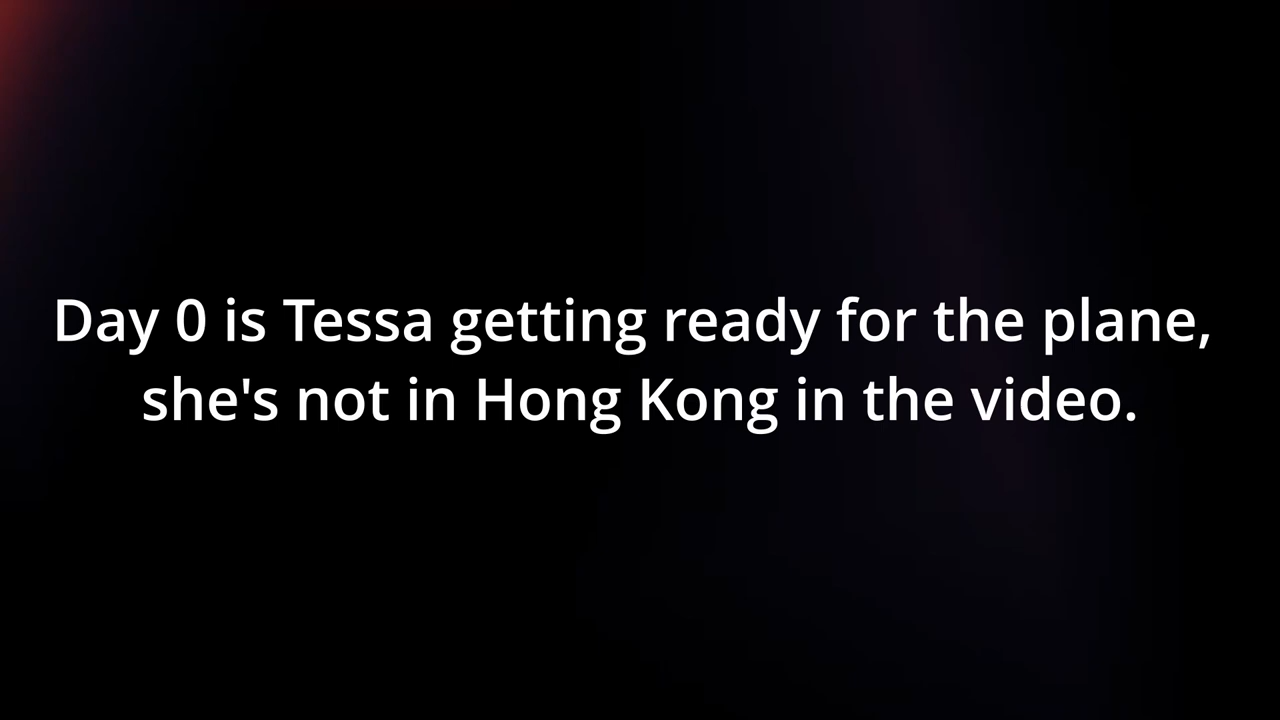 Day 0 is Tessa getting ready for the plane,
she's not in Hong Kong in the video.